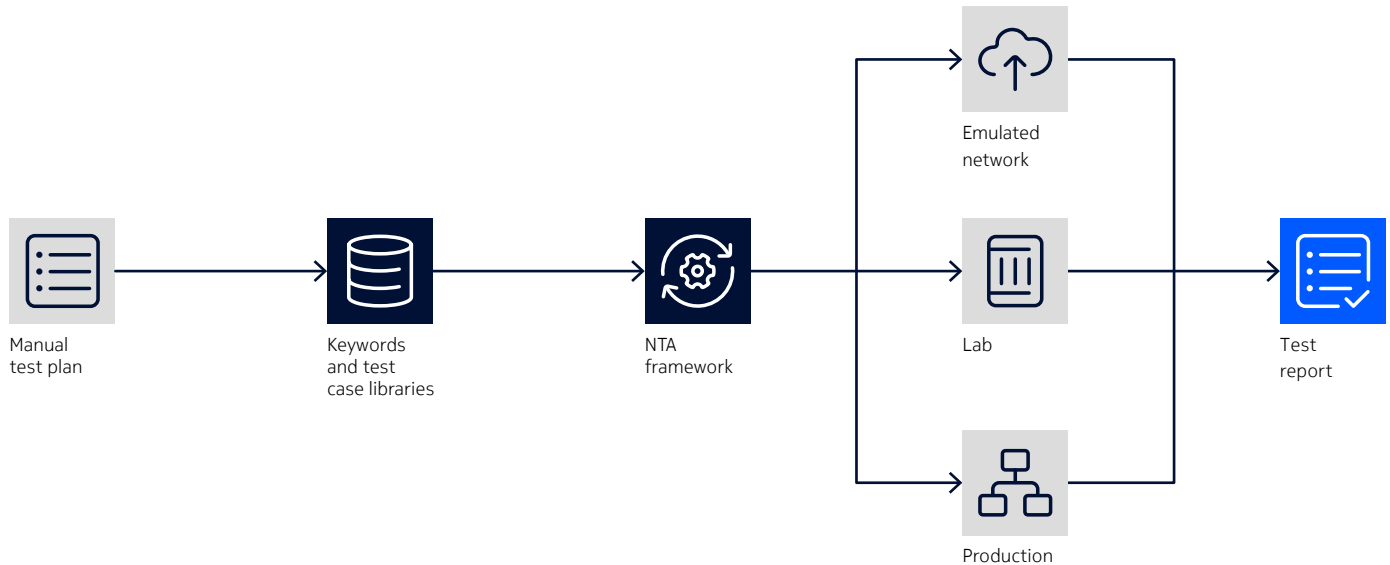 Emulated
network
Manual
test plan
Keywords
and test
case libraries
NTA
framework
Lab
Test
report
Production